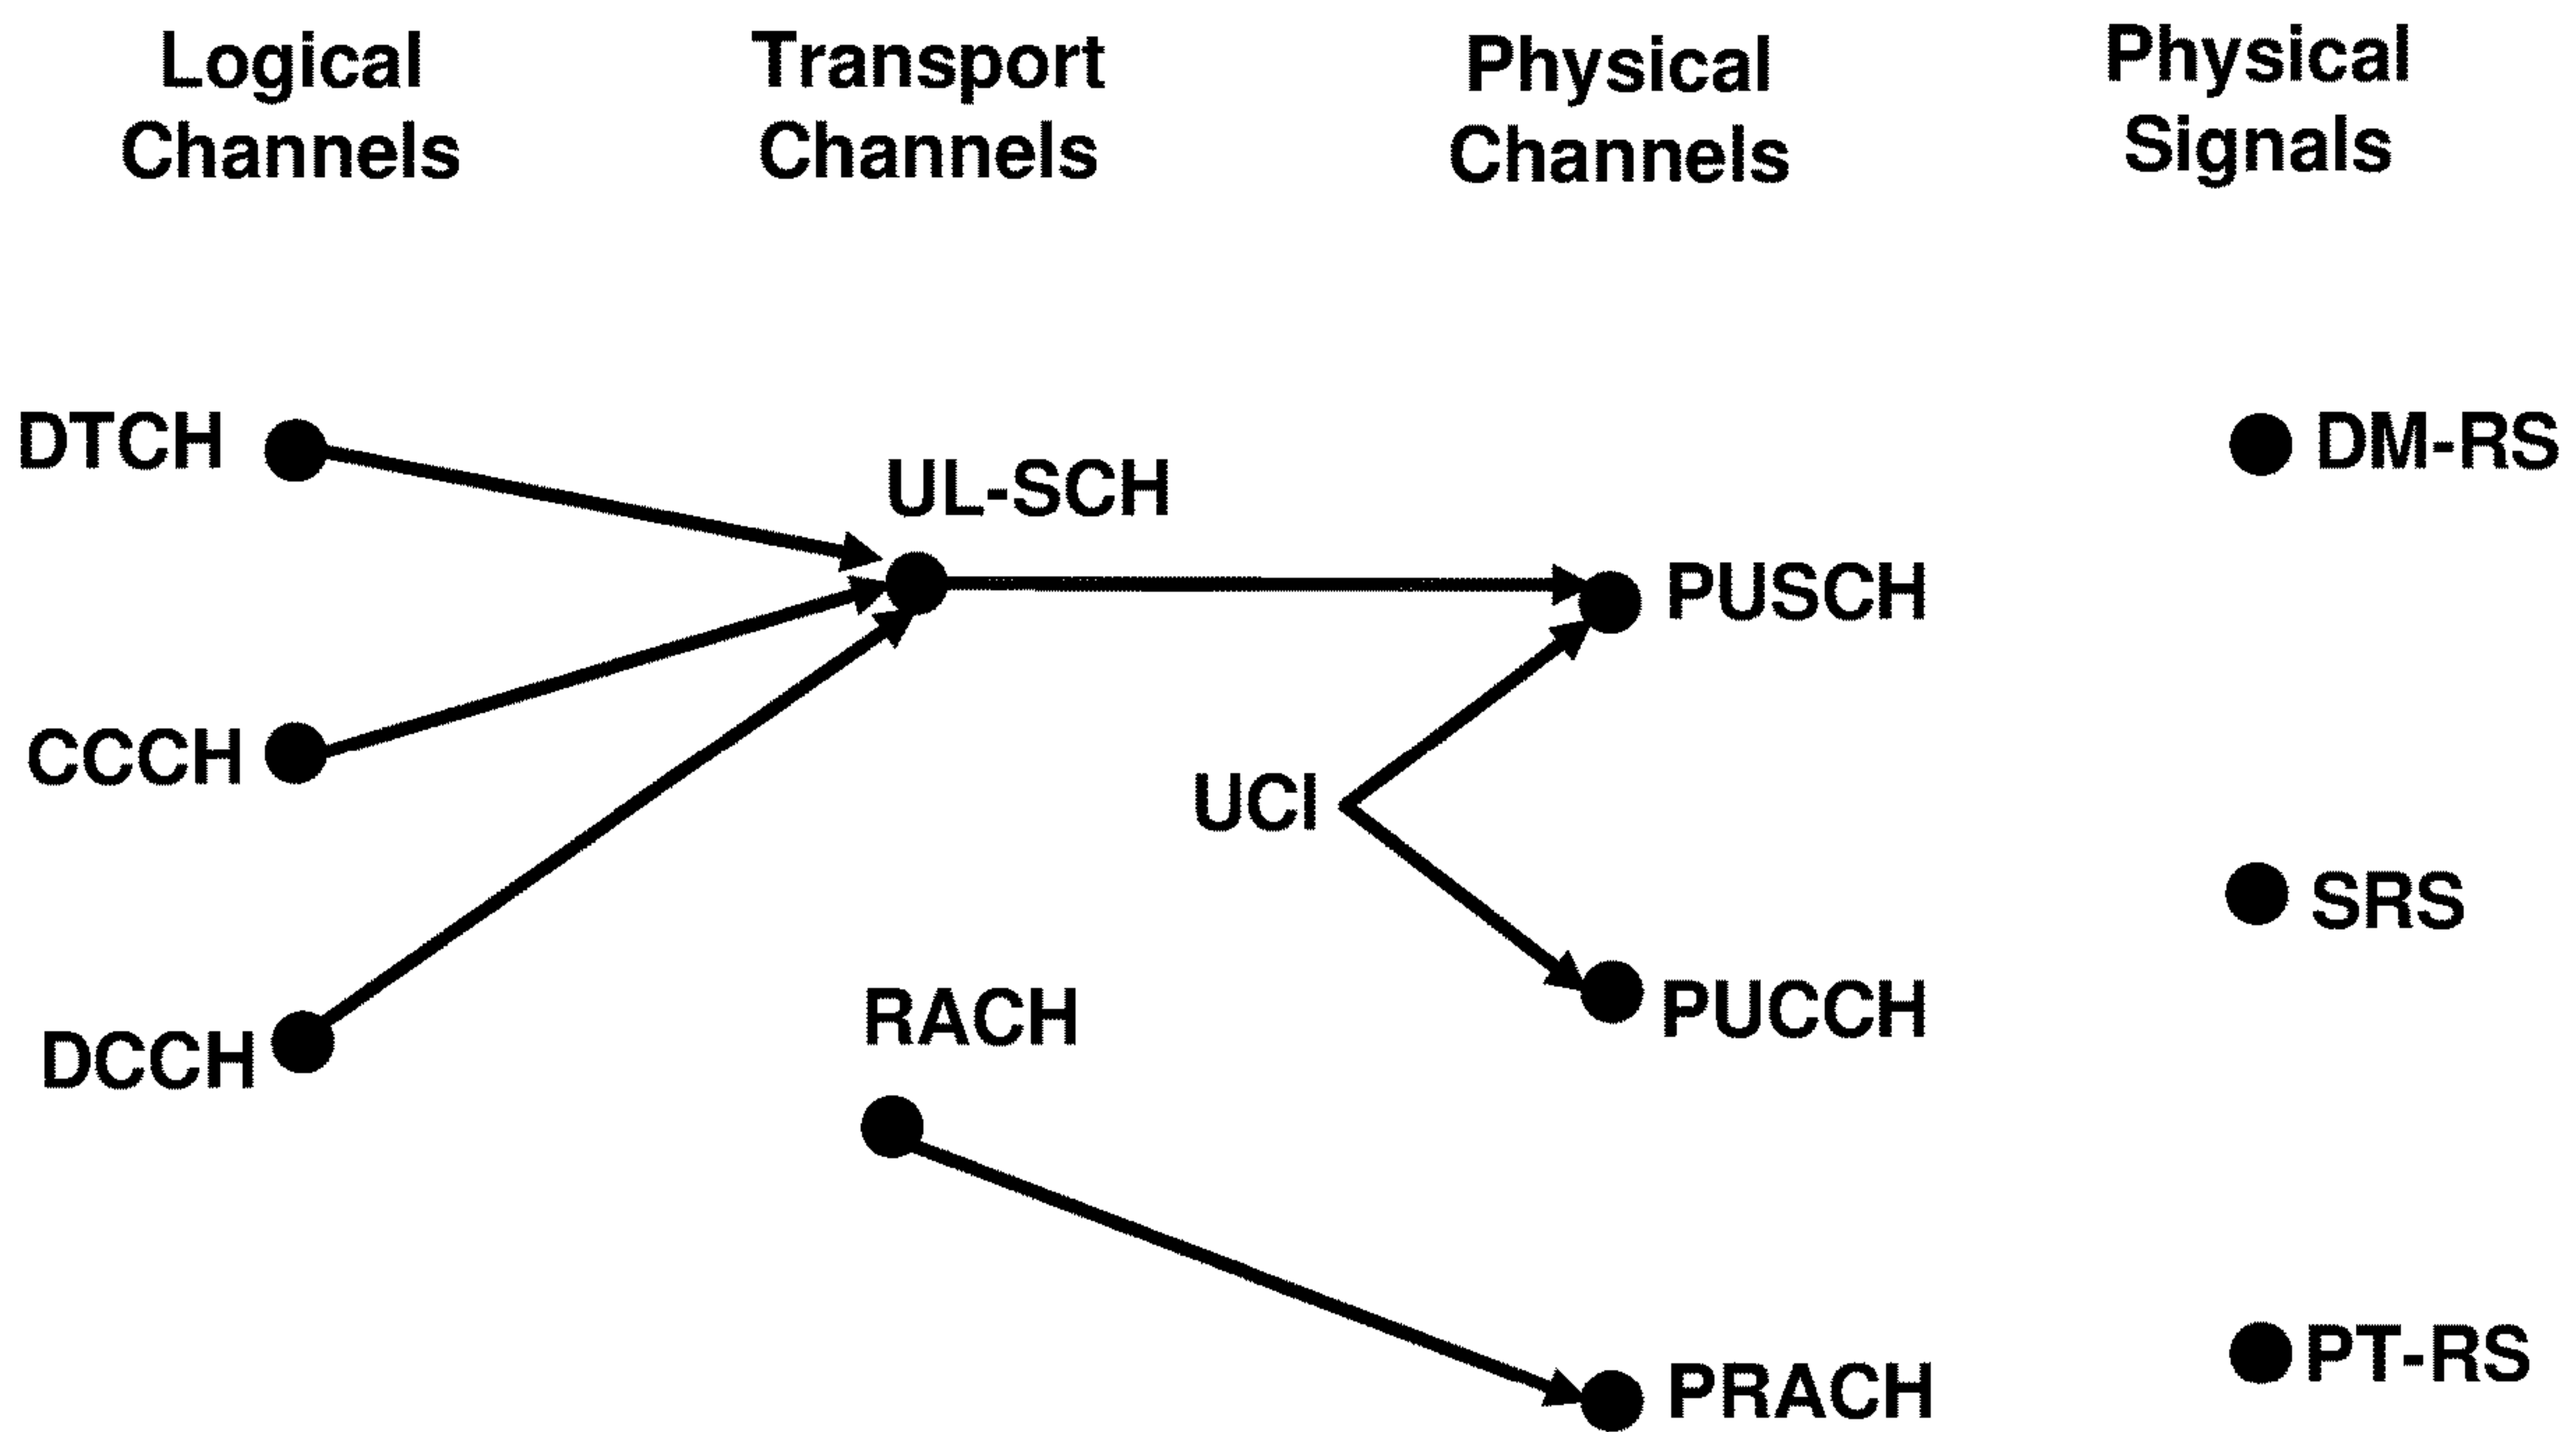 Logical
Channels
Transport
Channels
Physical
Channels
Physical
Signals
DTCH
UL-SCH
DM-RS
PUSCH
CCCH
UCI
SRS
DCCH
RACH
PUCCH
PRACH
PT-RS